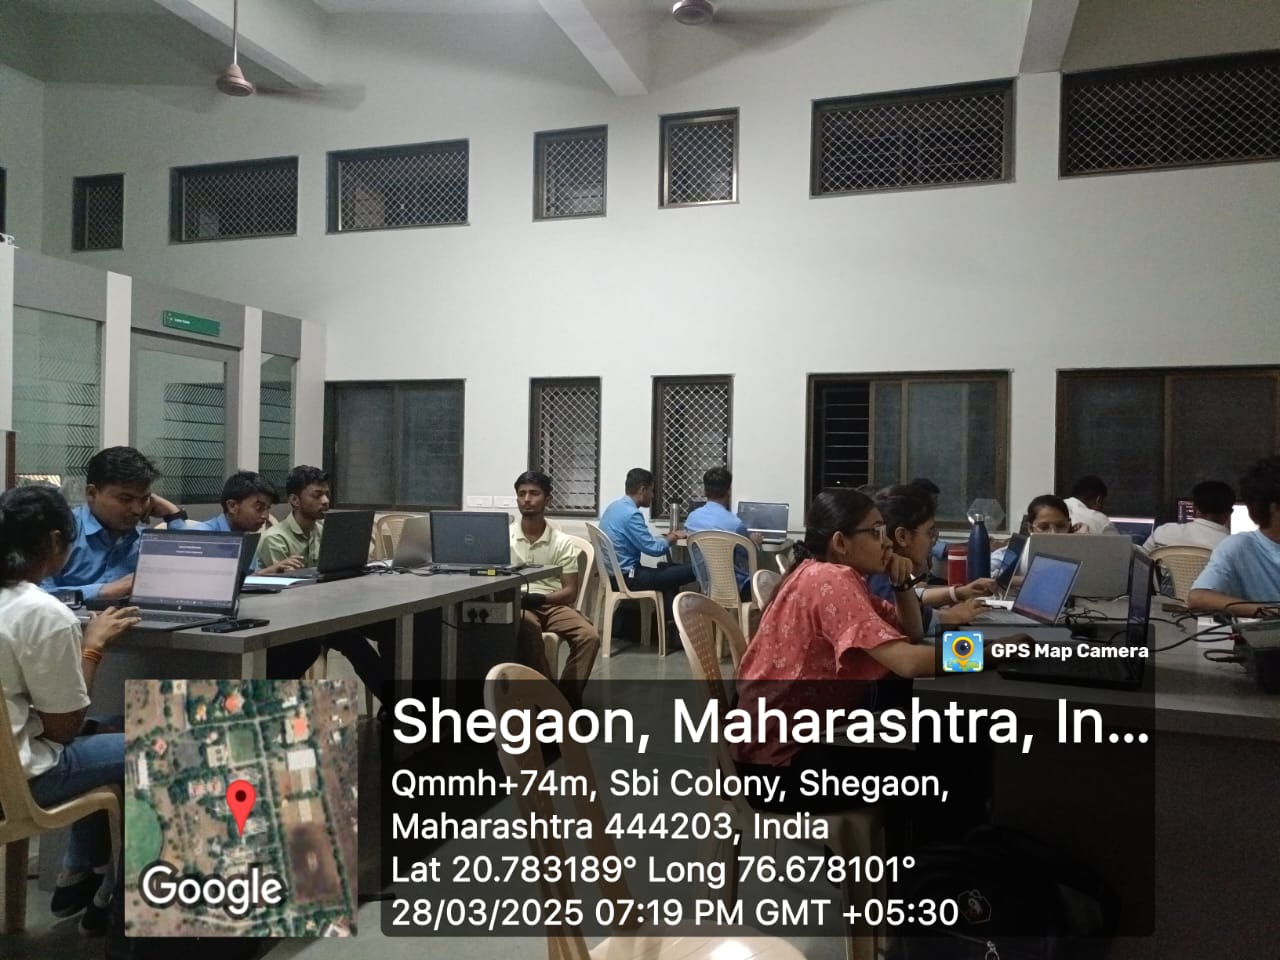 GPS Map Camera
Shegaon, Maharashtra, In...
Qmmh+74m, Sbi Colony, Shegaon,
Maharashtra 444203, India
Lat 20.783189° Long 76.678101°
28/03/2025 07:19 PM GMT +05:30
Google
DELL